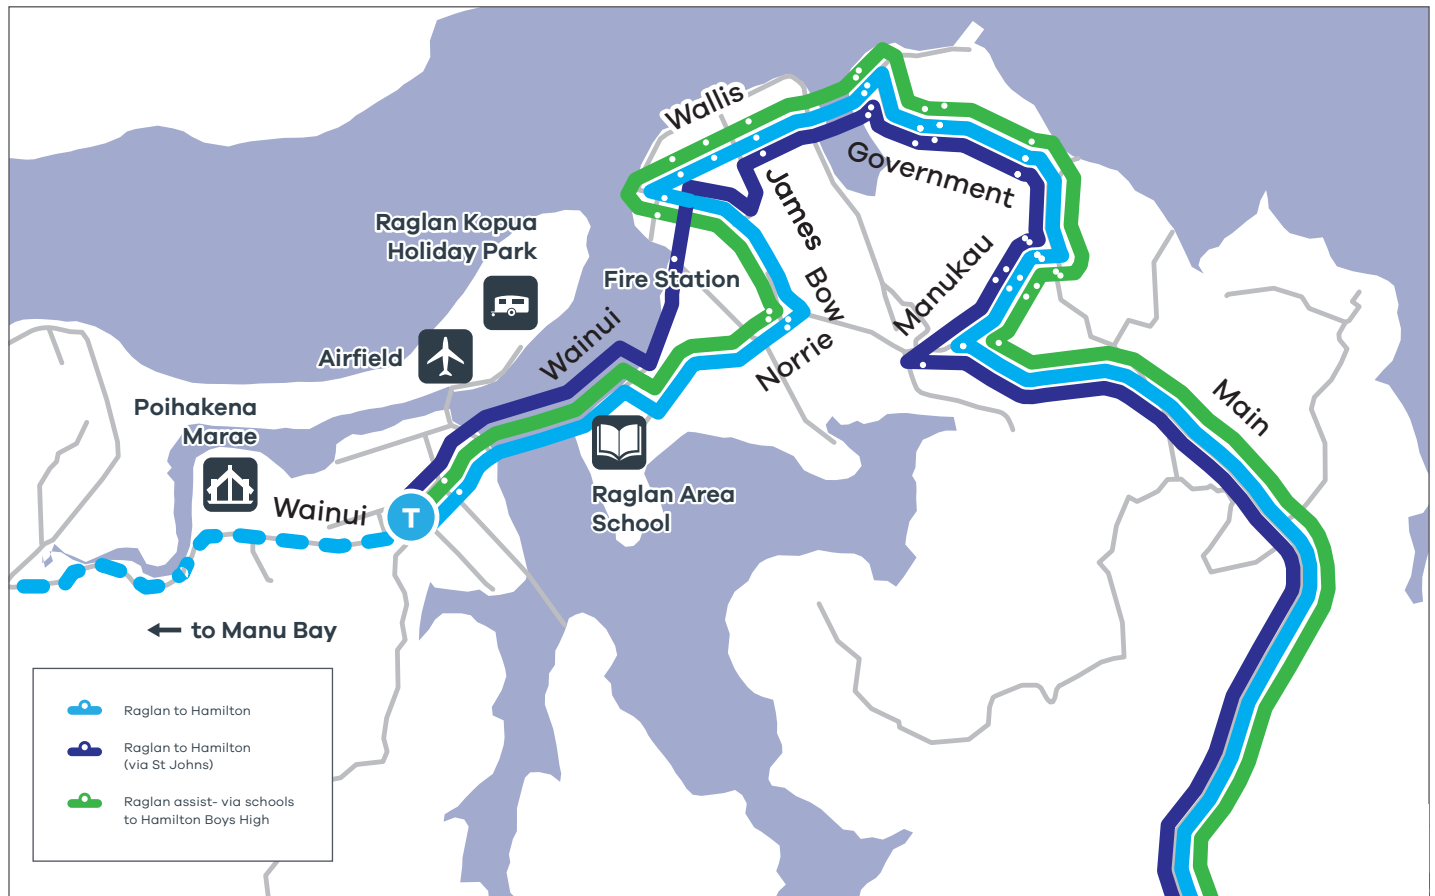 Wallis
Government
James
Raglan Kopua
Holiday Park
Manukau
Fire Station
Bow
Wainui
Airfield
Norrie
Main
Poihakena
Marae
Raglan Area
School
Wainui
T
to Manu Bay
Raglan to Hamilton
Raglan to Hamilton
(via St Johns)
Raglan assist- via schools
to Hamilton Boys High